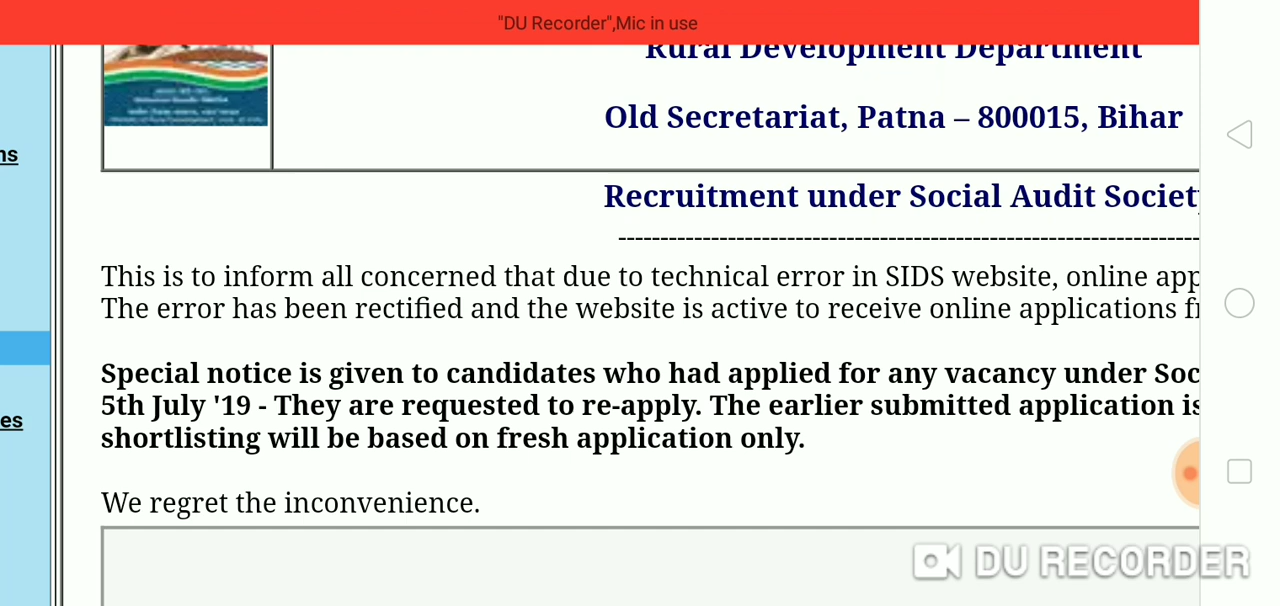 "DU Recorder",Mic in use
Rural Development Department
Old Secretariat, Patna – 800015, Bihar
ns
Recruitment under Social Audit Society
--------------------------------------------------------------------
This is to inform all concerned that due to technical error in SIDS website, online app
The error has been rectified and the website is active to receive online applications fr
Special notice is given to candidates who had applied for any vacancy under Soc
5th July '19 - They are requested to re-apply. The earlier submitted application is
es
shortlisting will be based on fresh application only.
We regret the inconvenience.
DU RECORDER